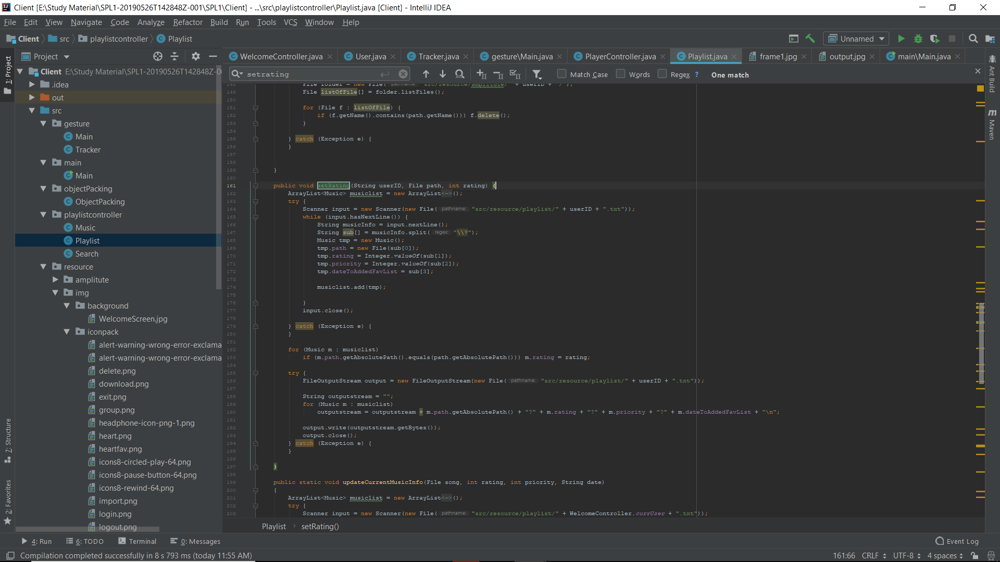 Client [E:\Study Material\SPL1-20190526T142848Z-001\SPL1\Client] - ...\src\playlistcontroller\Playlist.java [Client] - IntelliJ IDEA
File Edit View Navigate Code Analyze Refactor Build Run Tools VCS Window Help
Client src playlistcontroller Playlist
Unnamed
Project
WelcomeController.java User.java Tracker.java gesture\Main.java PlayerController.java Playlist.java frame1.jpg output.jpg main\Main.java
setrating
Match Case Words Regex ? One match
1: Project
7: Structure
2: Favorites
Ant Build
Maven
Client E:\Study Material\SPL1-20190526T142848Z-0
.idea
out
src
gesture
Main
Tracker
main
Main
objectPacking
ObjectPacking
playlistcontroller
Music
Playlist
Search
resource
amplitute
img
background
WelcomeScreen.jpg
iconpack
alert-warning-wrong-error-exclama
alert-warning-wrong-error-exclama
delete.png
download.png
exit.png
group.png
headphone-icon-png-1.png
heart.png
heartfav.png
icons8-circled-play-64.png
icons8-pause-button-64.png
icons8-rewind-64.png
import.png
login.png
logout.png
148 File folder = new File( pathname: "src/resource/amplitute/" + userID + "/");
149 File listOfFile[] = folder.listFiles();
150
151 for (File f : listOfFile) {
152 if (f.getName().contains(path.getName())) f.delete();
153 }
154
155 } catch (Exception e) {
156 }
157
158
159 }
160
161 public void setRating(String userID, File path, int rating) {
162 ArrayList<Music> musiclist = new ArrayList<~>();
163 try {
164 Scanner input = new Scanner(new File( pathname: "src/resource/playlist/" + userID + ".txt"));
165 while (input.hasNextLine()) {
166 String musicInfo = input.nextLine();
167 String sub[] = musicInfo.split( regex: "\\?");
168 Music tmp = new Music();
169 tmp.path = new File(sub[0]);
170 tmp.rating = Integer.valueOf(sub[1]);
171 tmp.priority = Integer.valueOf(sub[2]);
172 tmp.dateToAddedFavList = sub[3];
173
174 musiclist.add(tmp);
175
176 }
177 input.close();
178
179 } catch (Exception e) {
180 }
181
182 for (Music m : musiclist)
183 if (m.path.getAbsolutePath().equals(path.getAbsolutePath())) m.rating = rating;
184
185 try {
186 FileOutputStream output = new FileOutputStream(new File( pathname: "src/resource/playlist/" + userID + ".txt"));
187
188 String outputstream = "";
189 for (Music m : musiclist)
190 outputstream = outputstream + m.path.getAbsolutePath() + "?" + m.rating + "?" + m.priority + "?" + m.dateToAddedFavList + "\n";
191
192 output.write(outputstream.getBytes());
193 output.close();
194 } catch (Exception e) {
195 }
196
197 }
198
199 public static void updateCurrentMusicInfo(File song, int rating, int priority, String date)
200 {
201 ArrayList<Music> musiclist = new ArrayList<~>();
202 try {
203 Scanner input = new Scanner(new File( pathname: "src/resource/playlist/" + WelcomeController.currUser + ".txt"));
Playlist setRating()
4: Run 6: TODO Terminal 0: Messages Event Log
Compilation completed successfully in 8 s 793 ms (today 11:55 AM) 161:66 CRLF UTF-8 4 spaces